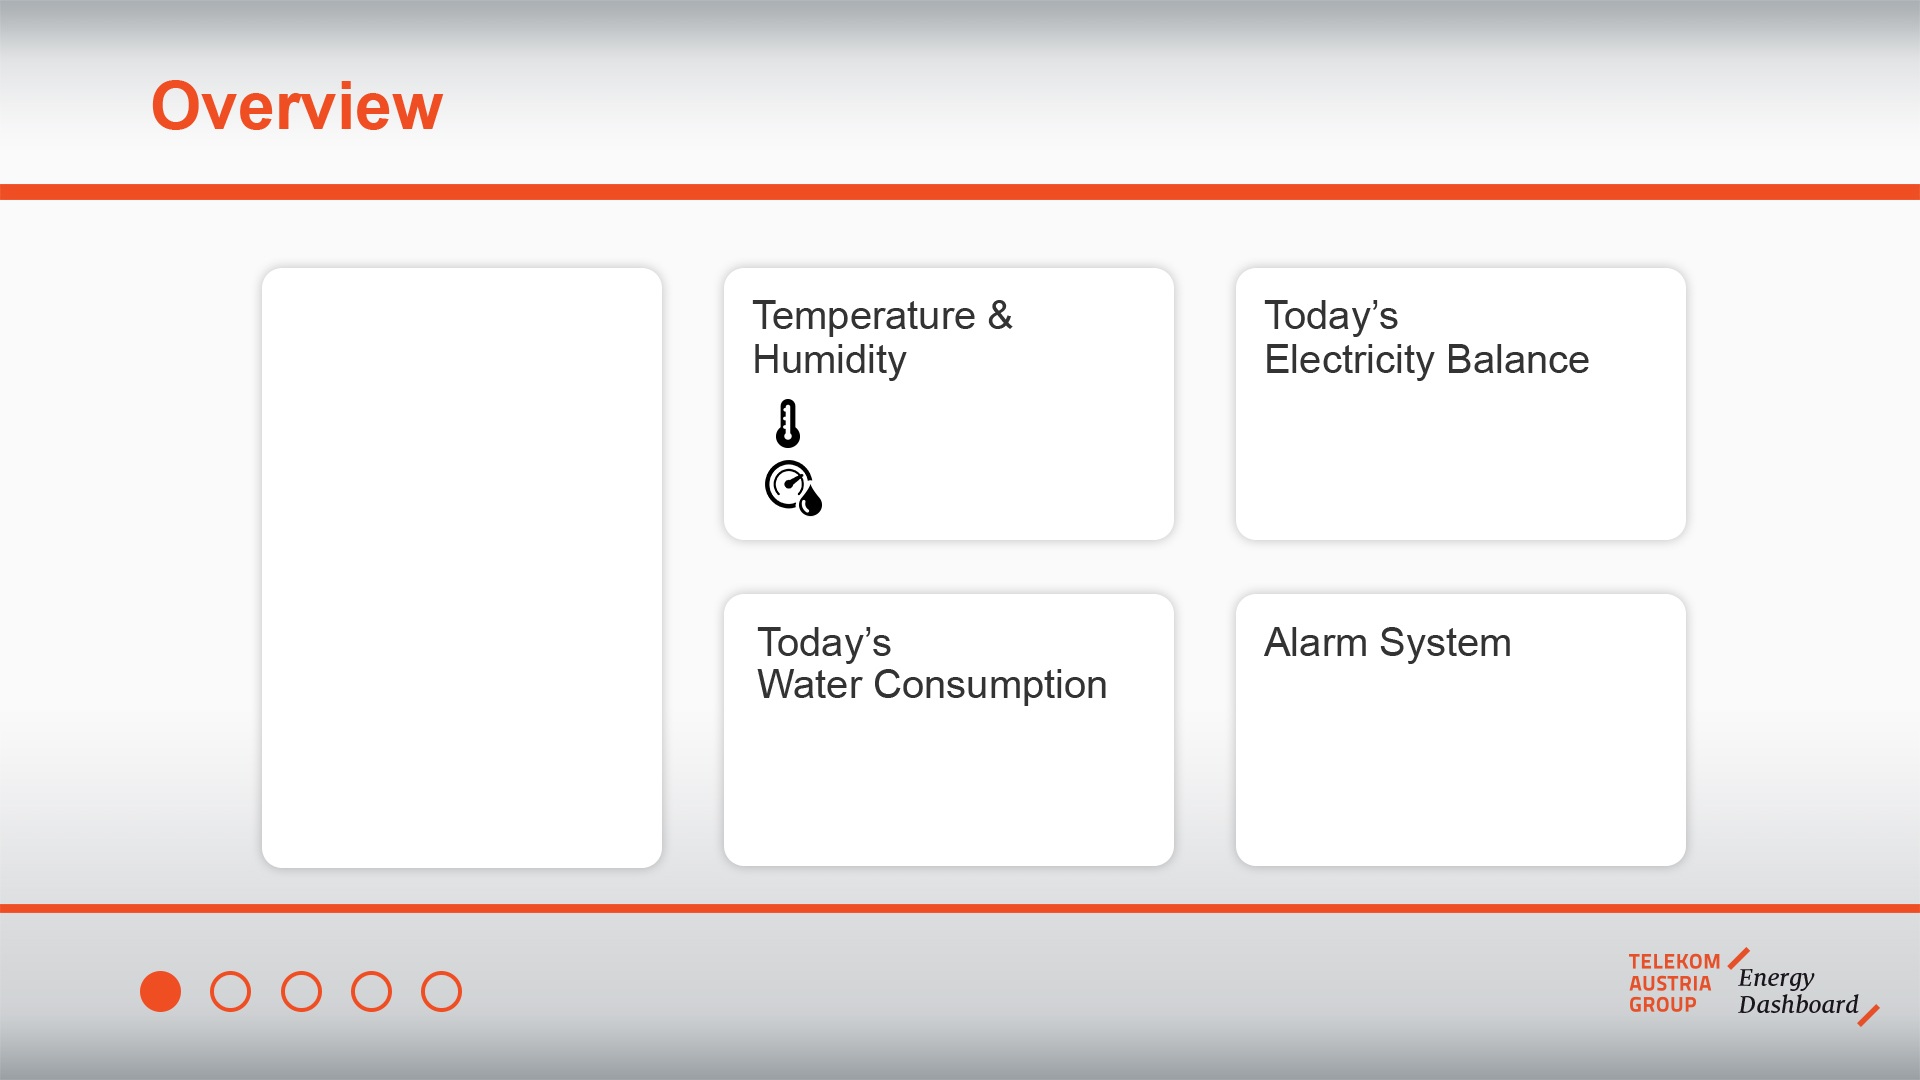 Overview
Temperature &
Humidity
Today’s
Electricity Balance
Today’s
Water Consumption
Alarm System
TELEKOM
AUSTRIA
GROUP
Energy
Dashboard